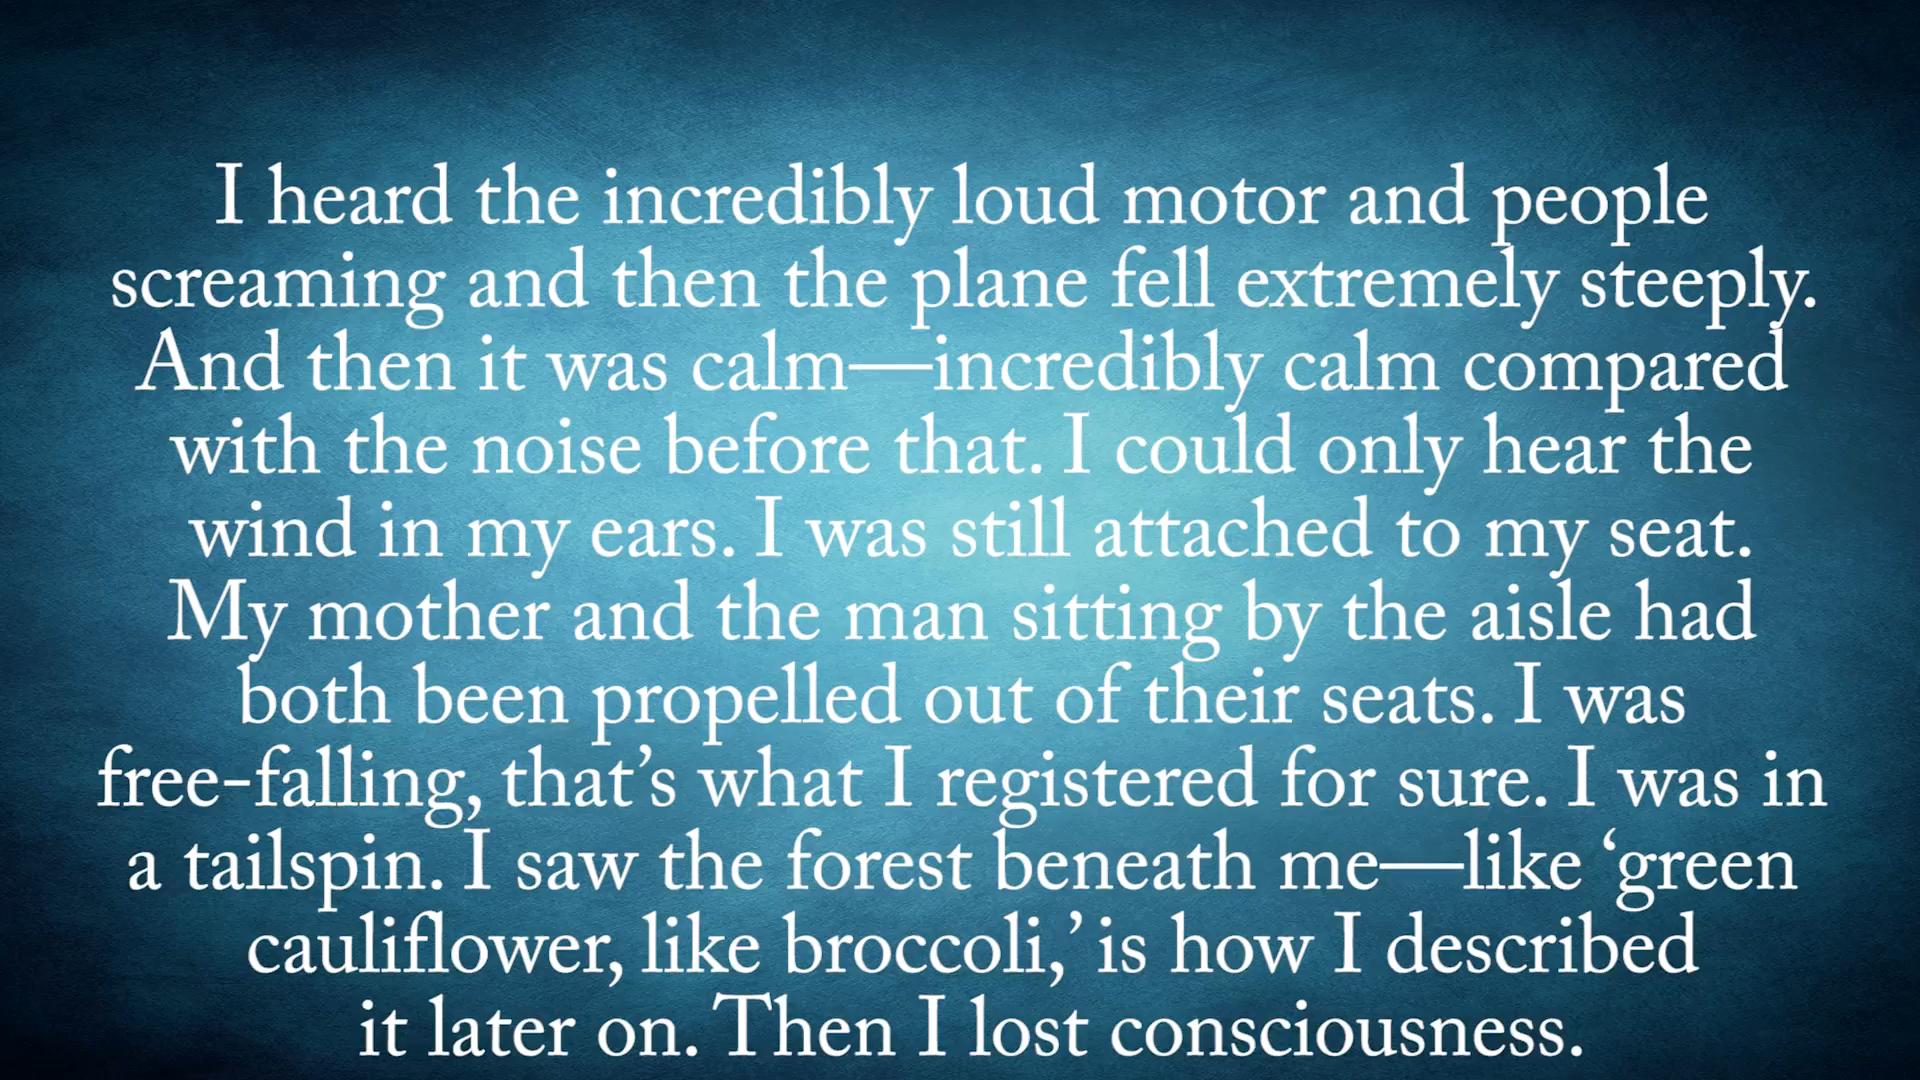 I heard the incredibly loud motor and people
screaming and then the plane fell extremely steeply.
And then it was calm—incredibly calm compared
with the noise before that. I could only hear the
wind in my ears. I was still attached to my seat.
My mother and the man sitting by the aisle had
both been propelled out of their seats. I was
free-falling, that’s what I registered for sure. I was in
a tailspin. I saw the forest beneath me—like ‘green
cauliflower, like broccoli,’ is how I described
it later on. Then I lost consciousness.